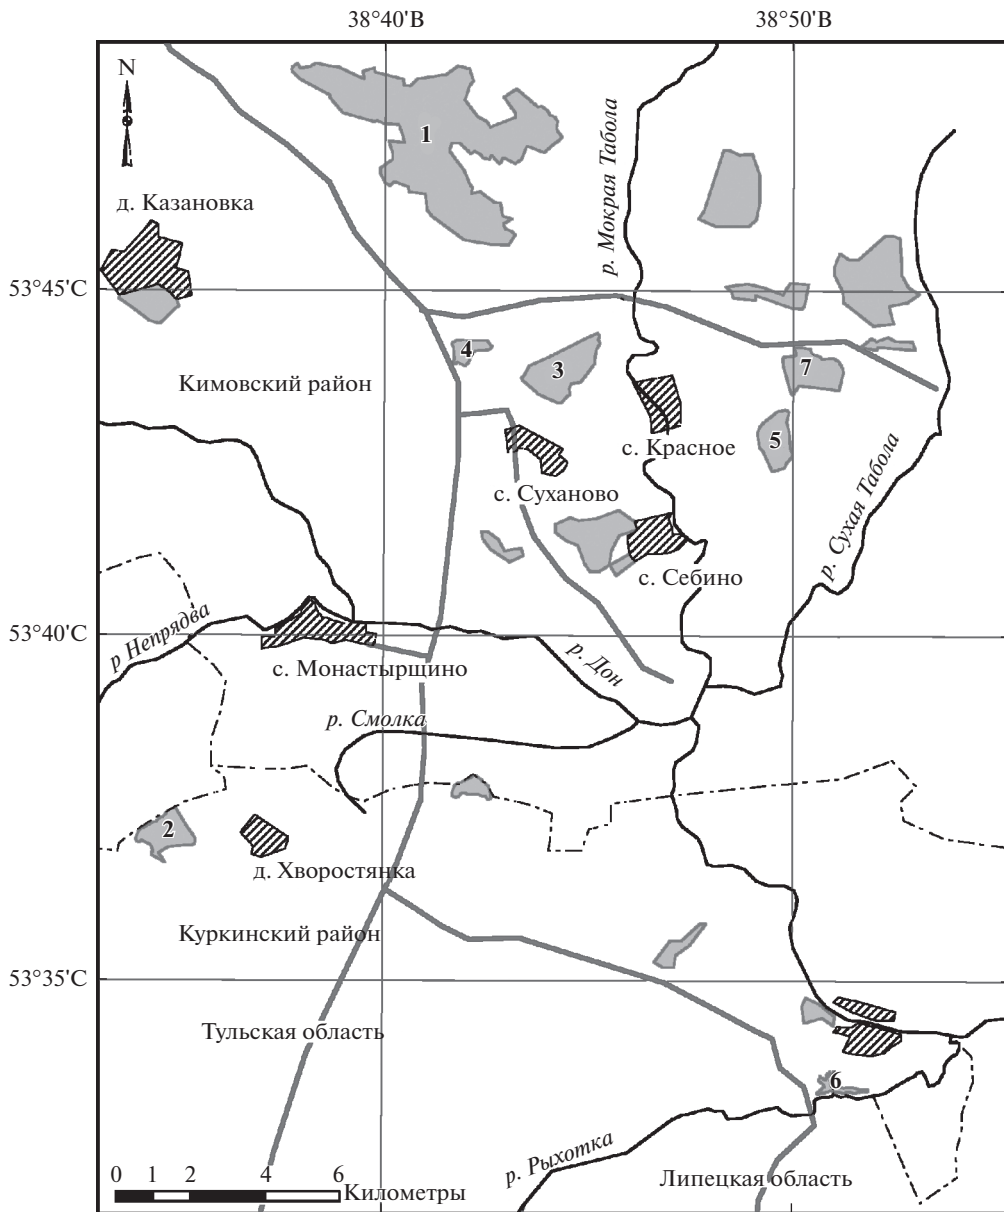 38°40'В
38°50'В
N
1
р. Мокрая Табола
д. Казановка
53°45'С
4
3
7
Кимовский район
5
с. Красное
с. Суханово
р. Сухая Табола
с. Себино
53°40'С
р Непрядва
с. Монастырщино
р. Дон
р. Смолка
2
д. Хворостянка
Куркинский район
53°35'С
Тульская область
6
р. Рыхотка
Липецкая область
0 1 2 4 6
Километры